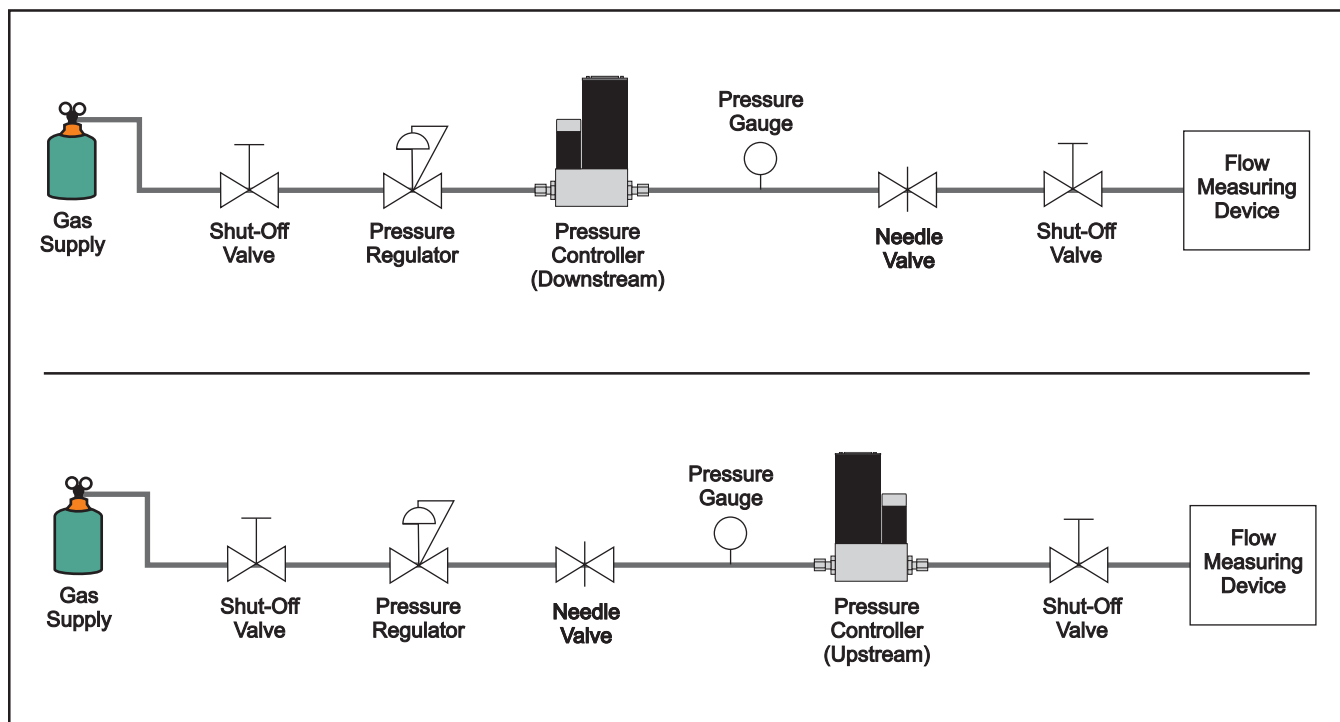 Gas
Supply
Shut-Off
Valve
Pressure
Regulator
Pressure
Controller
(Downstream)
Pressure
Gauge
Needle
Valve
Shut-Off
Valve
Flow
Measuring
Device
Gas
Supply
Shut-Off
Valve
Pressure
Regulator
Needle
Valve
Pressure
Gauge
Pressure
Controller
(Upstream)
Shut-Off
Valve
Flow
Measuring
Device